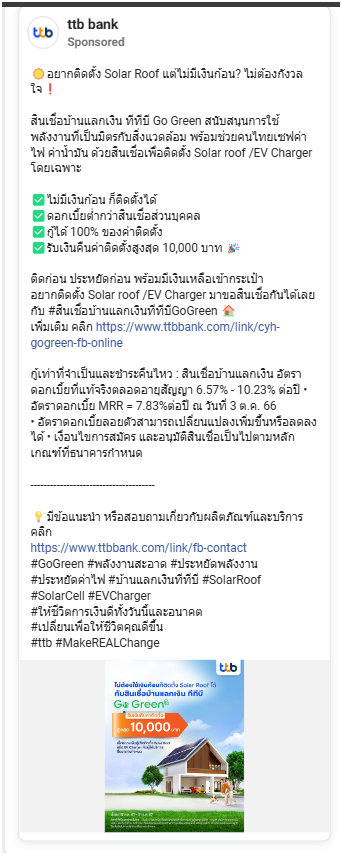 ttb bank
Sponsored
🌞อยากติดตั้ง Solar Roof แต่ไม่มีเงินก้อน? ไม่ต้องกังวล
ใจ❗
สินเชื่อบ้านแลกเงิน ทีทีบี Go Green สนับสนุนการใช้
พลังงานที่เป็นมิตรกับสิ่งแวดล้อม พร้อมช่วยคนไทยเซฟค่า
ไฟ ค่าน้ำมัน ด้วยสินเชื่อเพื่อติดตั้ง Solar roof /EV Charger
โดยเฉพาะ
✅ไม่มีเงินก้อน ก็ติดตั้งได้
✅ดอกเบี้ยต่ำกว่าสินเชื่อส่วนบุคคล
✅กู้ได้ 100% ของค่าติดตั้ง
✅รับเงินคืนค่าติดตั้งสูงสุด 10,000 บาท 🎉
ติดก่อน ประหยัดก่อน พร้อมมีเงินเหลือเข้ากระเป๋า
อยากติดตั้ง Solar roof /EV Charger มาขอสินเชื่อกันได้เลย
กับ #สินเชื่อบ้านแลกเงินทีทีบีGoGreen 🏠
เพิ่มเติม คลิก https://www.ttbbank.com/link/cyh-
gogreen-fb-online
กู้เท่าที่จำเป็นและชำระคืนไหว : สินเชื่อบ้านแลกเงิน อัตรา
ดอกเบี้ยที่แท้จริงตลอดอายุสัญญา 6.57% - 10.23% ต่อปี •
อัตราดอกเบี้ย MRR = 7.83%ต่อปี ณ วันที่ 3 ต.ค. 66
• อัตราดอกเบี้ยลอยตัวสามารถเปลี่ยนแปลงเพิ่มขึ้นหรือลดลง
ได้ • เงื่อนไขการสมัคร และอนุมัติสินเชื่อเป็นไปตามหลัก
เกณฑ์ที่ธนาคารกำหนด
--------------------------------------
💡มีข้อแนะนำ หรือสอบถามเกี่ยวกับผลิตภัณฑ์และบริการ
คลิก
https://www.ttbbank.com/link/fb-contact
#GoGreen #พลังงานสะอาด #ประหยัดพลังงาน
#ประหยัดค่าไฟ #บ้านแลกเงินทีทีบี #SolarRoof
#SolarCell #EVCharger
#ให้ชีวิตการเงินดีทั้งวันนี้และอนาคต
#เปลี่ยนเพื่อให้ชีวิตคุณดีขึ้น
#ttb #MakeREALChange
ttb
ไม่ต้องใช้เงินก้อนก็ติดตั้ง Solar Roof ได้
กับสินเชื่อบ้านแลกเงิน ทีทีบี
Go Green
รับเงินคืนค่าติดตั้ง
สูงสุด 10,000 บาท